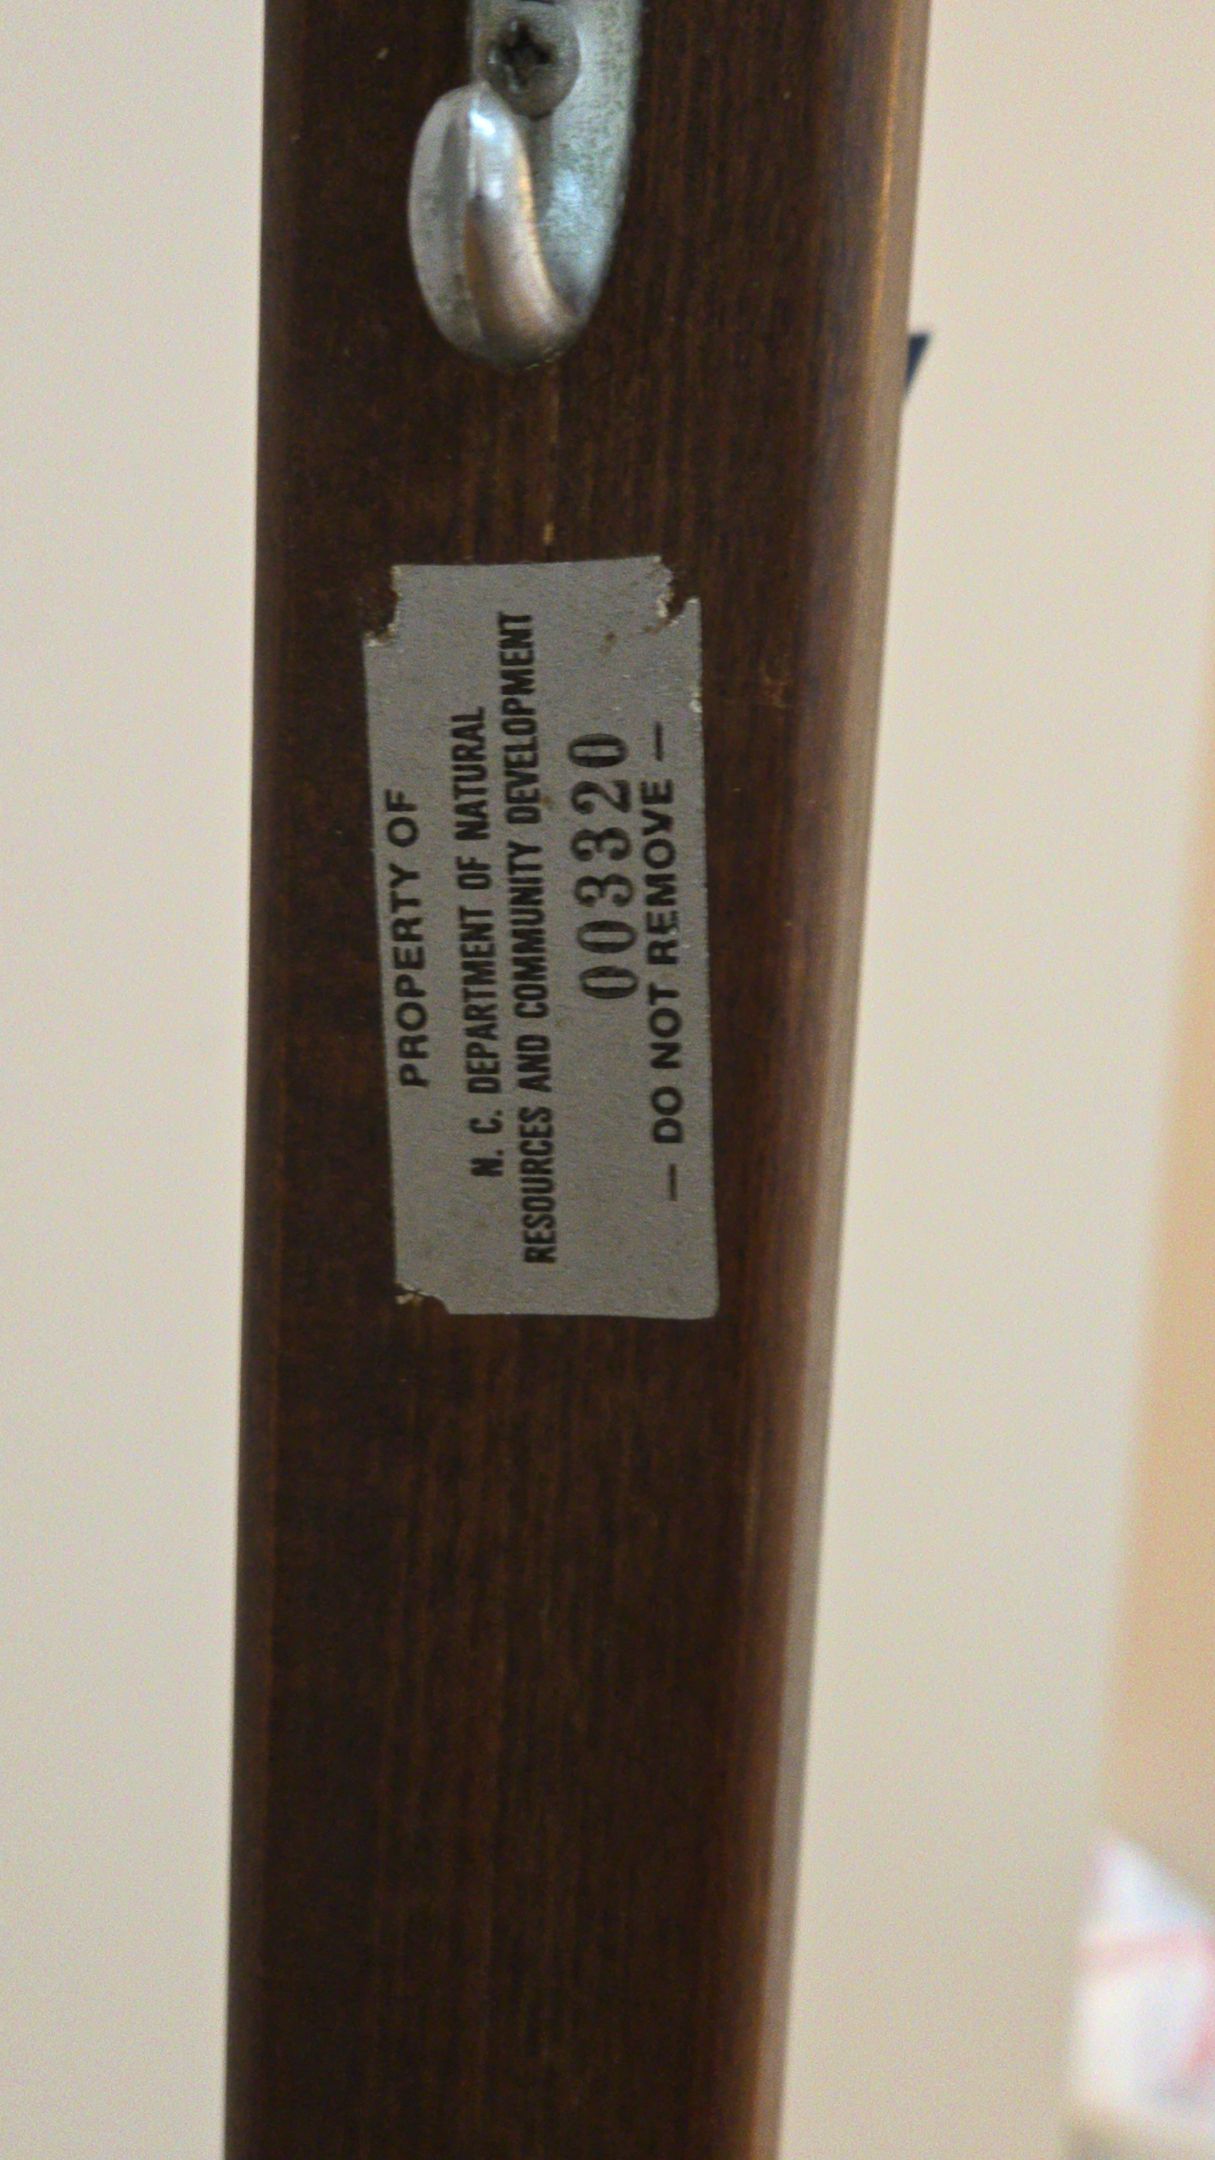 PROPERTY OF
N. C. DEPARTMENT OF NATURAL
RESOURCES AND COMMUNITY DEVELOPMENT
003320
— DO NOT REMOVE —